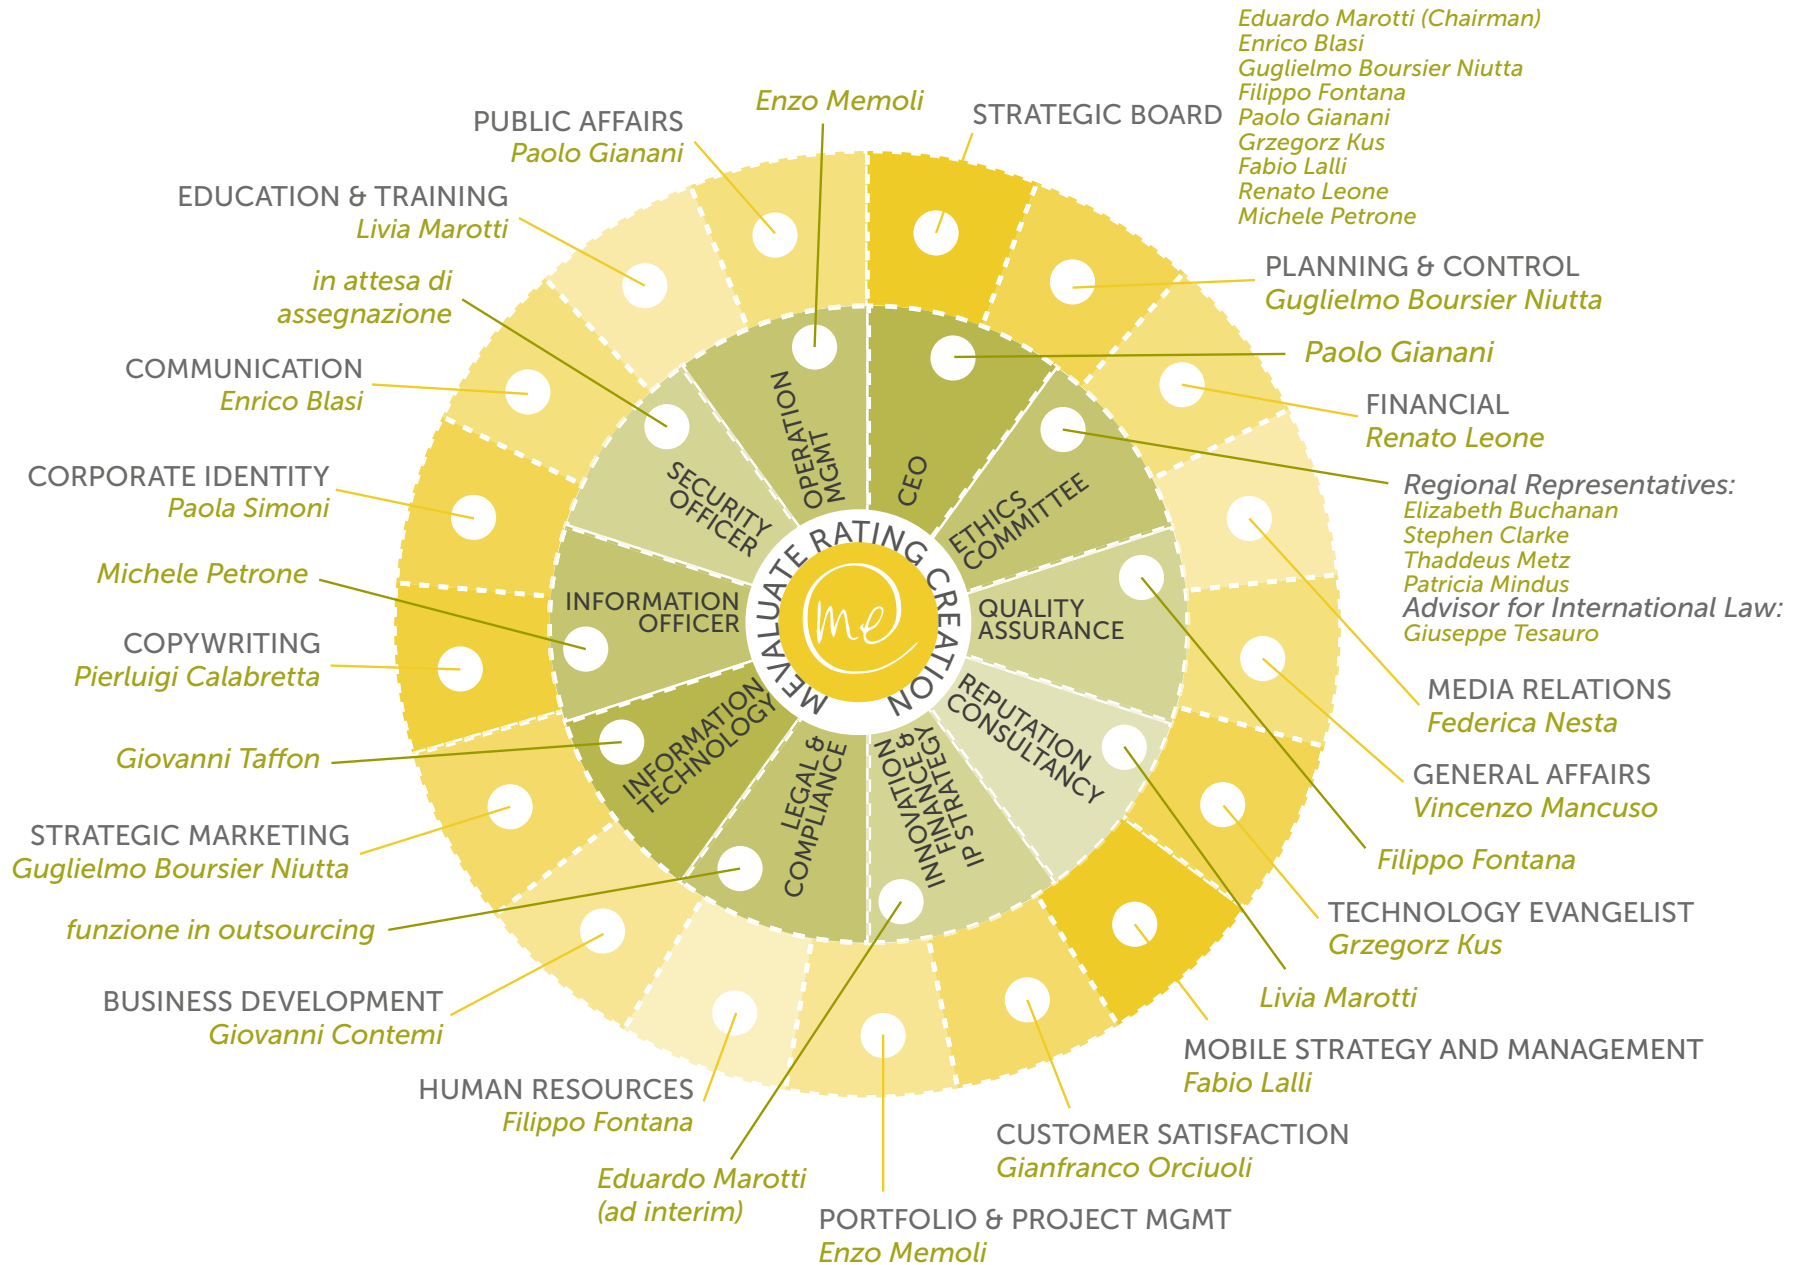 Eduardo Marotti (Chairman)
Enrico Blasi
Guglielmo Boursier Niutta
Filippo Fontana
Paolo Gianani
Grzegorz Kus
Fabio Lalli
Renato Leone
Michele Petrone
STRATEGIC BOARD
Enzo Memoli
PUBLIC AFFAIRS
Paolo Gianani
EDUCATION & TRAINING
Livia Marotti
in attesa di
assegnazione
COMMUNICATION
Enrico Blasi
CORPORATE IDENTITY
Paola Simoni
Michele Petrone
COPYWRITING
Pierluigi Calabretta
Giovanni Taffon
STRATEGIC MARKETING
Guglielmo Boursier Niutta
funzione in outsourcing
BUSINESS DEVELOPMENT
Giovanni Contemi
HUMAN RESOURCES
Filippo Fontana
Eduardo Marotti
(ad interim)
PORTFOLIO & PROJECT MGMT
Enzo Memoli
CUSTOMER SATISFACTION
Gianfranco Orciuoli
MOBILE STRATEGY AND MANAGEMENT
Fabio Lalli
Livia Marotti
TECHNOLOGY EVANGELIST
Grzegorz Kus
Filippo Fontana
GENERAL AFFAIRS
Vincenzo Mancuso
MEDIA RELATIONS
Federica Nesta
Regional Representatives:
Elizabeth Buchanan
Stephen Clarke
Thaddeus Metz
Patricia Mindus
Advisor for International Law:
Giuseppe Tesauro
FINANCIAL
Renato Leone
Paolo Gianani
PLANNING & CONTROL
Guglielmo Boursier Niutta
OPERATION
MGMT
CEO
ETHICS
COMMITTEE
QUALITY
ASSURANCE
REPUTATION
CONSULTANCY
INNOVATION
FINANCE &
IP STRATEGY
LEGAL &
COMPLIANCE
INFORMATION
TECHNOLOGY
INFORMATION
OFFICER
SECURITY
OFFICER
MEVALUATE RATING CREATION
me